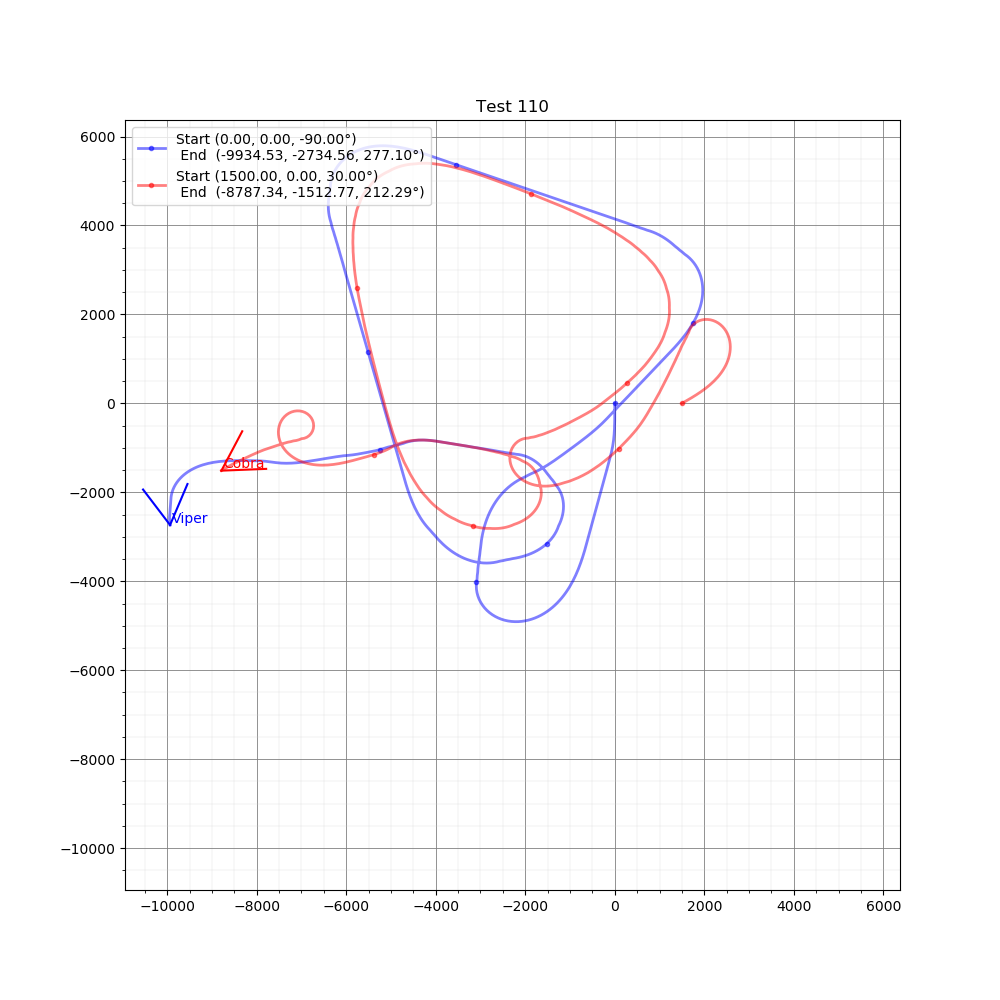 Test 110
Start (0.00, 0.00, -90.00°)
End (-9934.53, -2734.56, 277.10°)
Start (1500.00, 0.00, 30.00°)
End (-8787.34, -1512.77, 212.29°)
6000
4000
2000
0
−2000
−4000
−6000
−8000
−10000
Cobra
Viper
−10000 −8000 −6000 −4000 −2000 0 2000 4000 6000